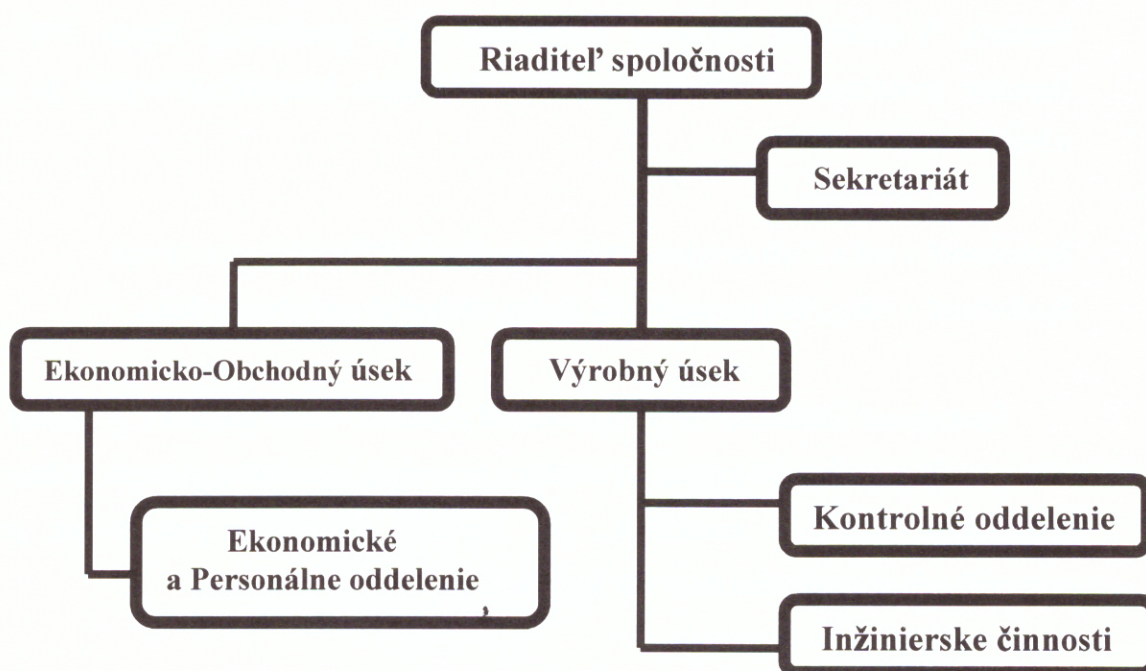 Riaditeľ spoločnosti
Sekretariát
Ekonomicko-Obchodný úsek
Výrobný úsek
Ekonomické
a Personálne oddelenie
Kontrolné oddelenie
Inžinierske činnosti